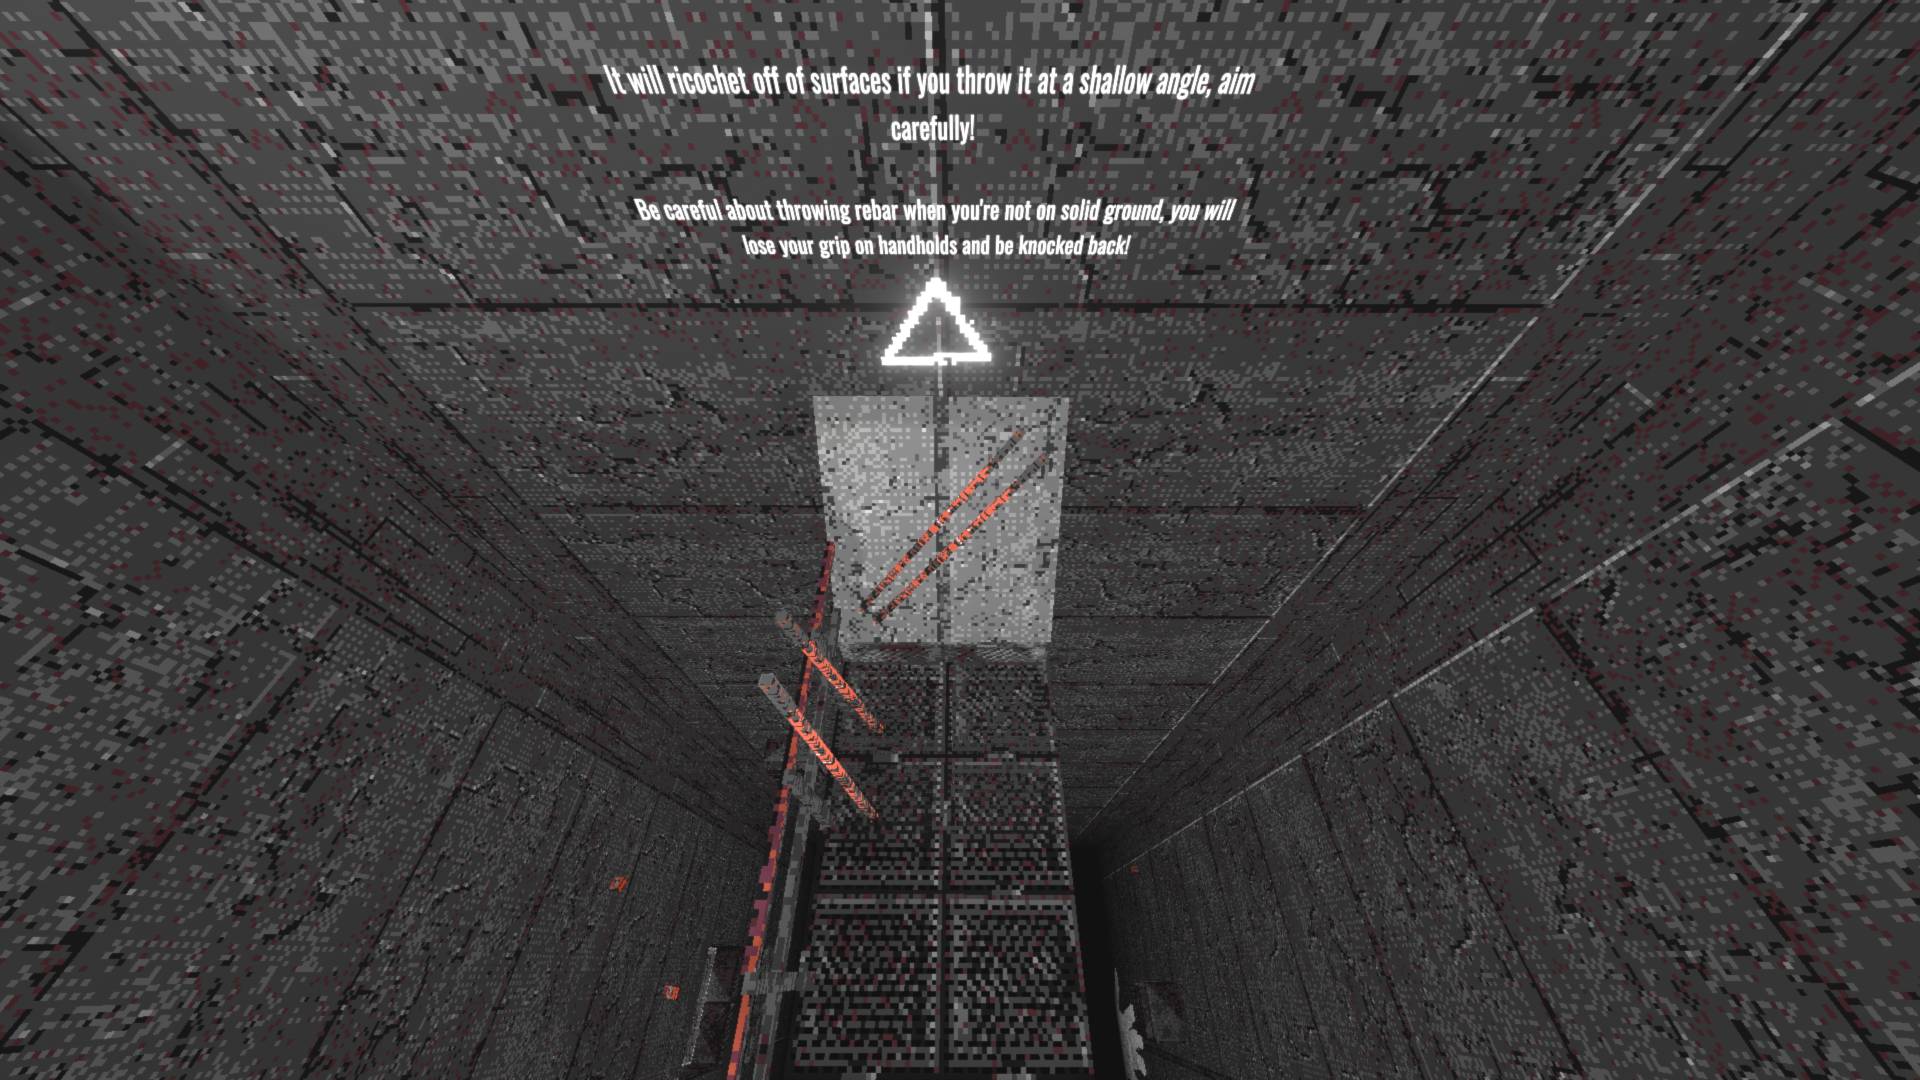 It will ricochet off of surfaces if you throw it at a shallow angle, aim
carefully!
Be careful about throwing rebar when you're not on solid ground, you will
lose your grip on handholds and be knocked back!